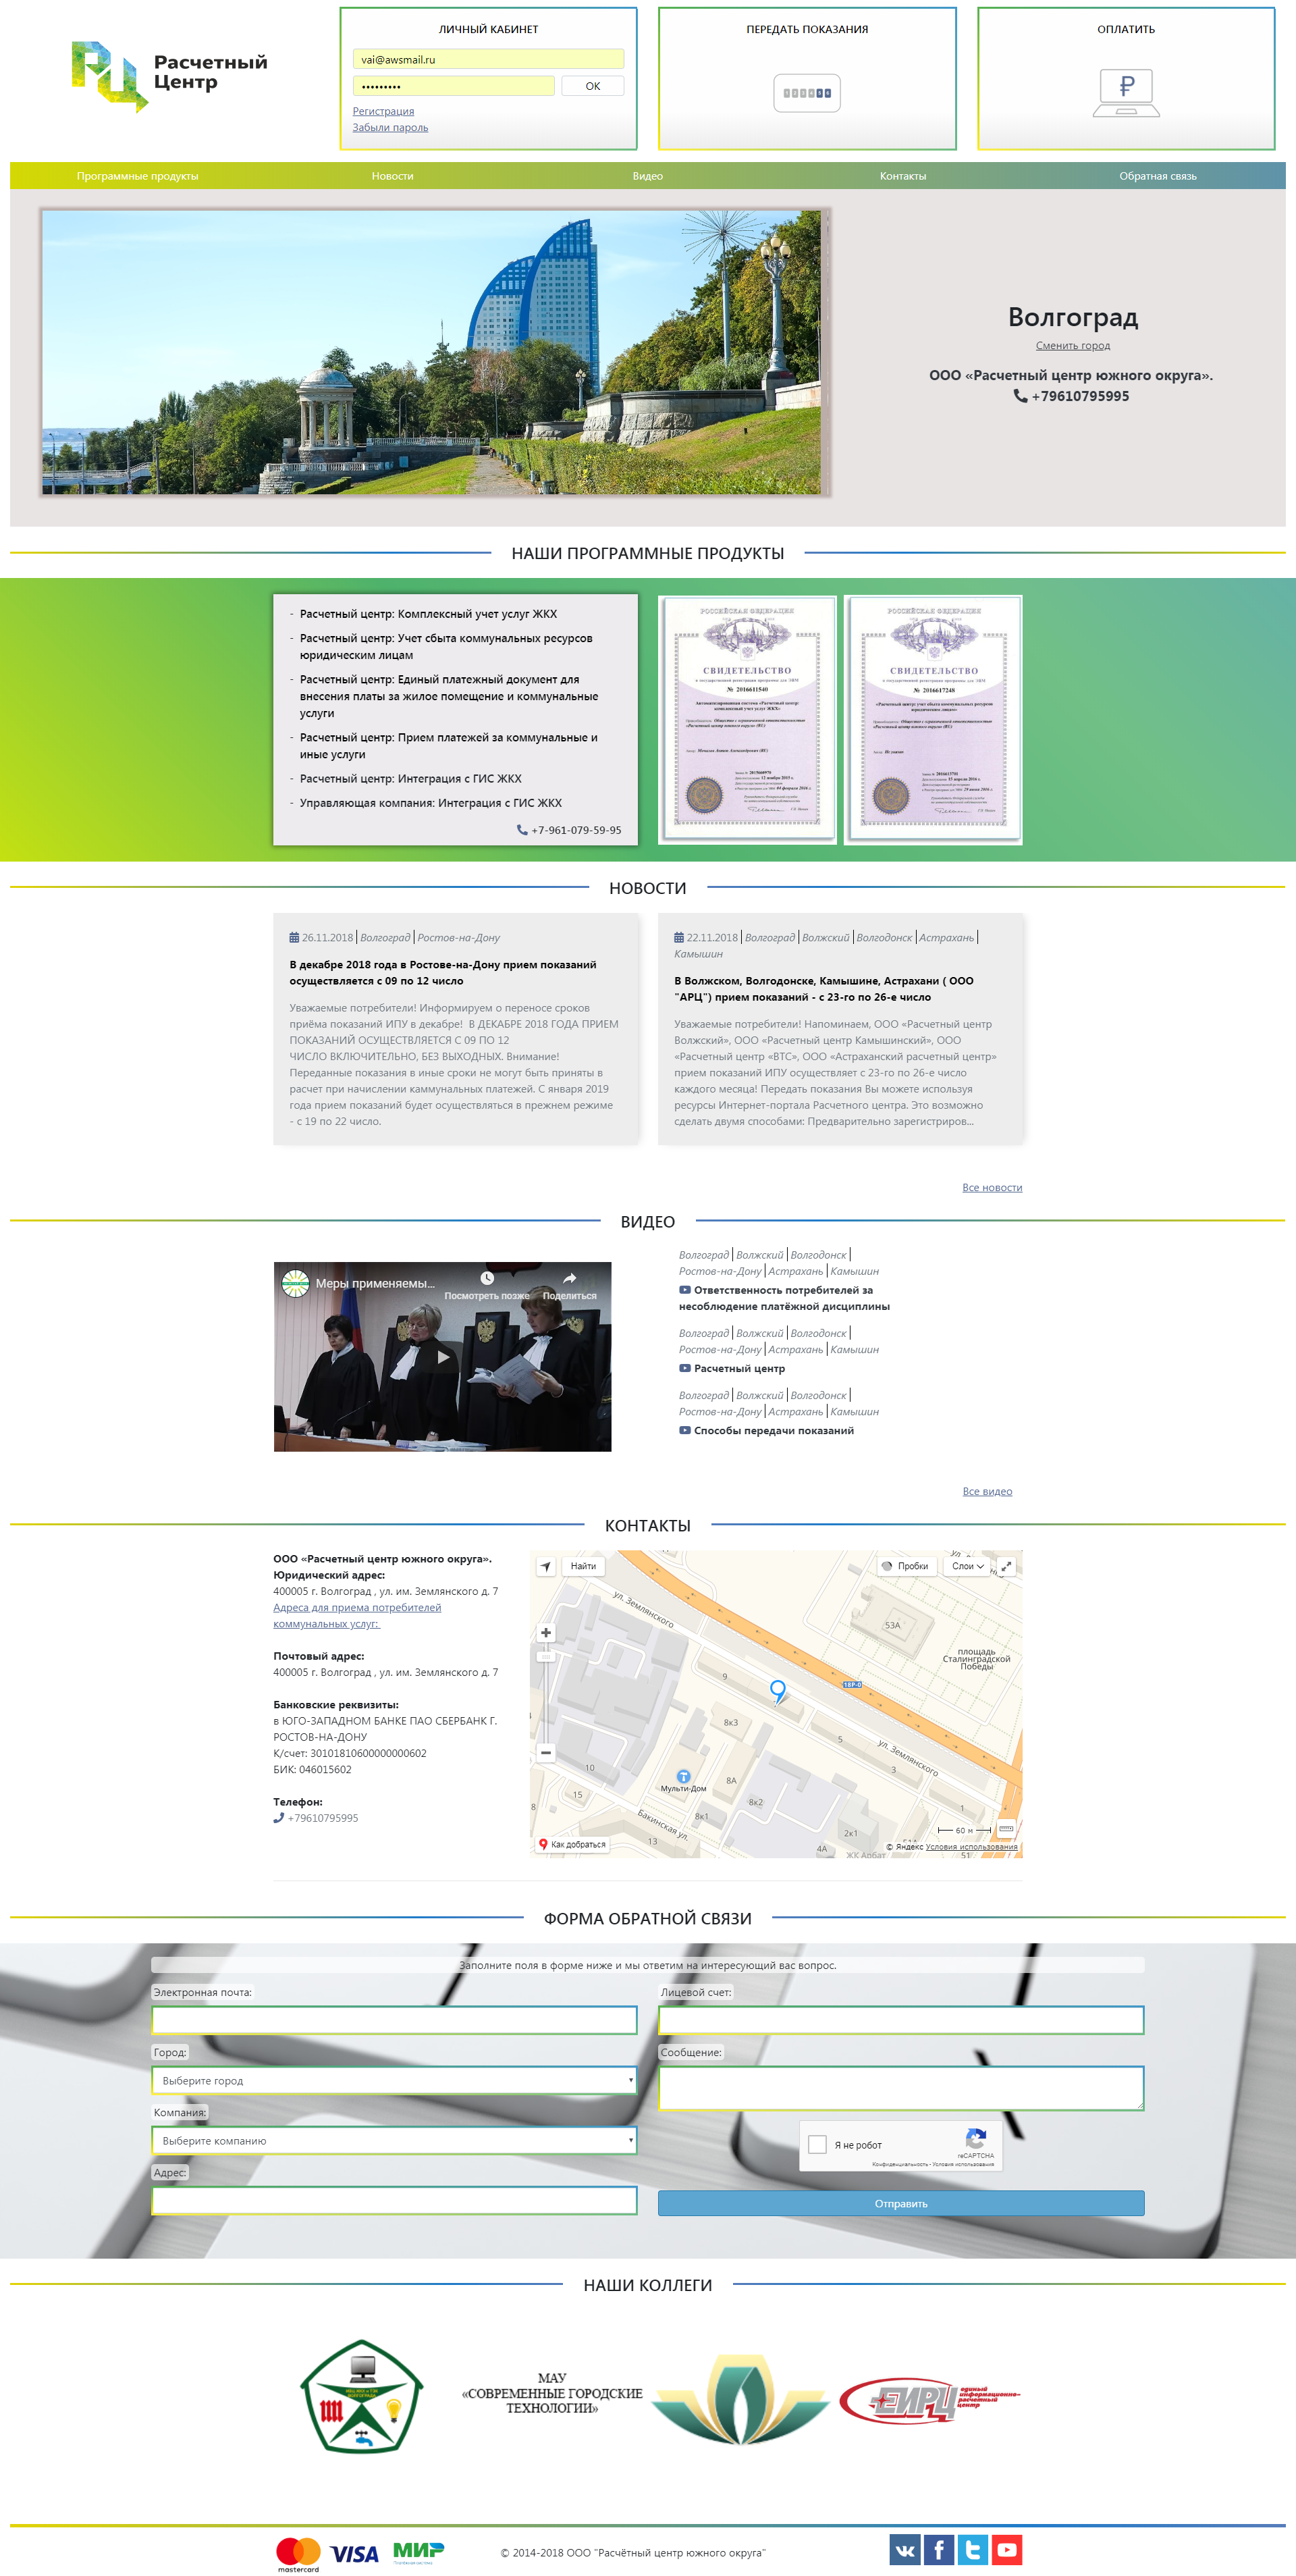 Расчетный
Центр
ЛИЧНЫЙ КАБИНЕТ
vai@awsmail.ru
•••••••••
OK
Регистрация
Забыли пароль
ПЕРЕДАТЬ ПОКАЗАНИЯ
ОПЛАТИТЬ
₽
Программные продукты
Новости
Видео
Контакты
Обратная связь
Волгоград
Сменить город
ООО «Расчетный центр южного округа».
+79610795995
НАШИ ПРОГРАММНЫЕ ПРОДУКТЫ
- Расчетный центр: Комплексный учет услуг ЖКХ
- Расчетный центр: Учет сбыта коммунальных ресурсов
юридическим лицам
- Расчетный центр: Единый платежный документ для
внесения платы за жилое помещение и коммунальные
услуги
- Расчетный центр: Прием платежей за коммунальные и
иные услуги
- Расчетный центр: Интеграция с ГИС ЖКХ
- Управляющая компания: Интеграция с ГИС ЖКХ
+7-961-079-59-95
РОССИЙСКАЯ ФЕДЕРАЦИЯ
СВИДЕТЕЛЬСТВО
о государственной регистрации программы для ЭВМ
№ 2016611540
РОССИЙСКАЯ ФЕДЕРАЦИЯ
СВИДЕТЕЛЬСТВО
о государственной регистрации программы для ЭВМ
№ 2016617248
НОВОСТИ
26.11.2018 Волгоград Ростов-на-Дону
В декабре 2018 года в Ростове-на-Дону прием показаний
осуществляется с 09 по 12 число
Уважаемые потребители! Информируем о переносе сроков
приёма показаний ИПУ в декабре!  В ДЕКАБРЕ 2018 ГОДА ПРИЕМ
ПОКАЗАНИЙ ОСУЩЕСТВЛЯЕТСЯ С 09 ПО 12
ЧИСЛО ВКЛЮЧИТЕЛЬНО, БЕЗ ВЫХОДНЫХ. Внимание!
Переданные показания в иные сроки не могут быть приняты в
расчет при начислении каммунальных платежей. С января 2019
года прием показаний будет осуществляться в прежнем режиме
- с 19 по 22 число.
22.11.2018 Волгоград Волжский Волгодонск Астрахань
Камышин
В Волжском, Волгодонске, Камышине, Астрахани ( ООО
"АРЦ") прием показаний - с 23-го по 26-е число
Уважаемые потребители! Напоминаем, ООО «Расчетный центр
Волжский», ООО «Расчетный центр Камышинский», ООО
«Расчетный центр «ВТС», ООО «Астраханский расчетный центр»
прием показаний ИПУ осуществляет с 23-го по 26-е число
каждого месяца! Передать показания Вы можете используя
ресурсы Интернет-портала Расчетного центра. Это возможно
сделать двумя способами: Предварительно зарегистриров...
Все новости
ВИДЕО
Меры применяемы...
Посмотреть позже
Поделиться
Волгоград Волжский Волгодонск
Ростов-на-Дону Астрахань Камышин
Ответственность потребителей за
несоблюдение платёжной дисциплины
Волгоград Волжский Волгодонск
Ростов-на-Дону Астрахань Камышин
Расчетный центр
Волгоград Волжский Волгодонск
Ростов-на-Дону Астрахань Камышин
Способы передачи показаний
Все видео
КОНТАКТЫ
ООО «Расчетный центр южного округа».
Юридический адрес:
400005 г. Волгоград , ул. им. Землянского д. 7
Адреса для приема потребителей
коммунальных услуг:
Почтовый адрес:
400005 г. Волгоград , ул. им. Землянского д. 7
Банковские реквизиты:
в ЮГО-ЗАПАДНОМ БАНКЕ ПАО СБЕРБАНК Г.
РОСТОВ-НА-ДОНУ
К/счет: 30101810600000000602
БИК: 046015602
Телефон:
+79610795995
Найти
Пробки
Слои
ул. Землянского
53А
площадь
Сталинградской
Победы
9
18Р-0
8к3
5
ул. Землянского
3
10
Мульти-Дом
8А
15
8к2
8
8к1
1
Бакинская ул.
13
2к1
60 м
4А
ЖК Арбат
51
Как добраться
© Яндекс Условия использования
ФОРМА ОБРАТНОЙ СВЯЗИ
Заполните поля в форме ниже и мы ответим на интересующий вас вопрос.
Электронная почта:
Лицевой счет:
Город:
Выберите город
Сообщение:
Компания:
Выберите компанию
Адрес:
Я не робот
reCAPTCHA
Конфиденциальность - Условия использования
Отправить
НАШИ КОЛЛЕГИ
МАУ
«СОВРЕМЕННЫЕ ГОРОДСКИЕ
ТЕХНОЛОГИИ»
ЕИРЦ
единый
информационно-
расчетный
центр
mastercard
VISA
МИР
© 2014-2018 ООО "Расчётный центр южного округа"